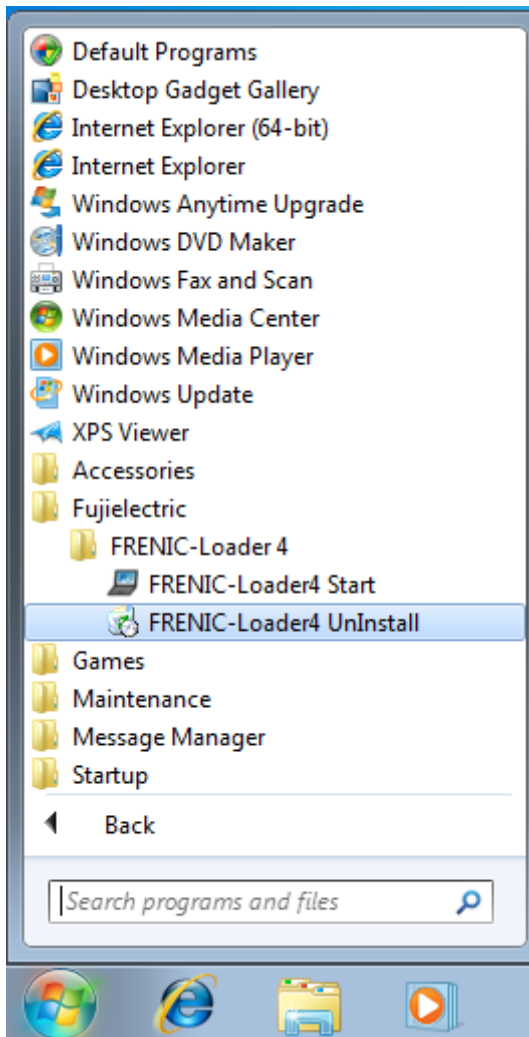 Default Programs
Desktop Gadget Gallery
Internet Explorer (64-bit)
Internet Explorer
Windows Anytime Upgrade
Windows DVD Maker
Windows Fax and Scan
Windows Media Center
Windows Media Player
Windows Update
XPS Viewer
Accessories
Fujielectric
FRENIC-Loader 4
FRENIC-Loader4 Start
FRENIC-Loader4 UnInstall
Games
Maintenance
Message Manager
Startup
Back
Search programs and files